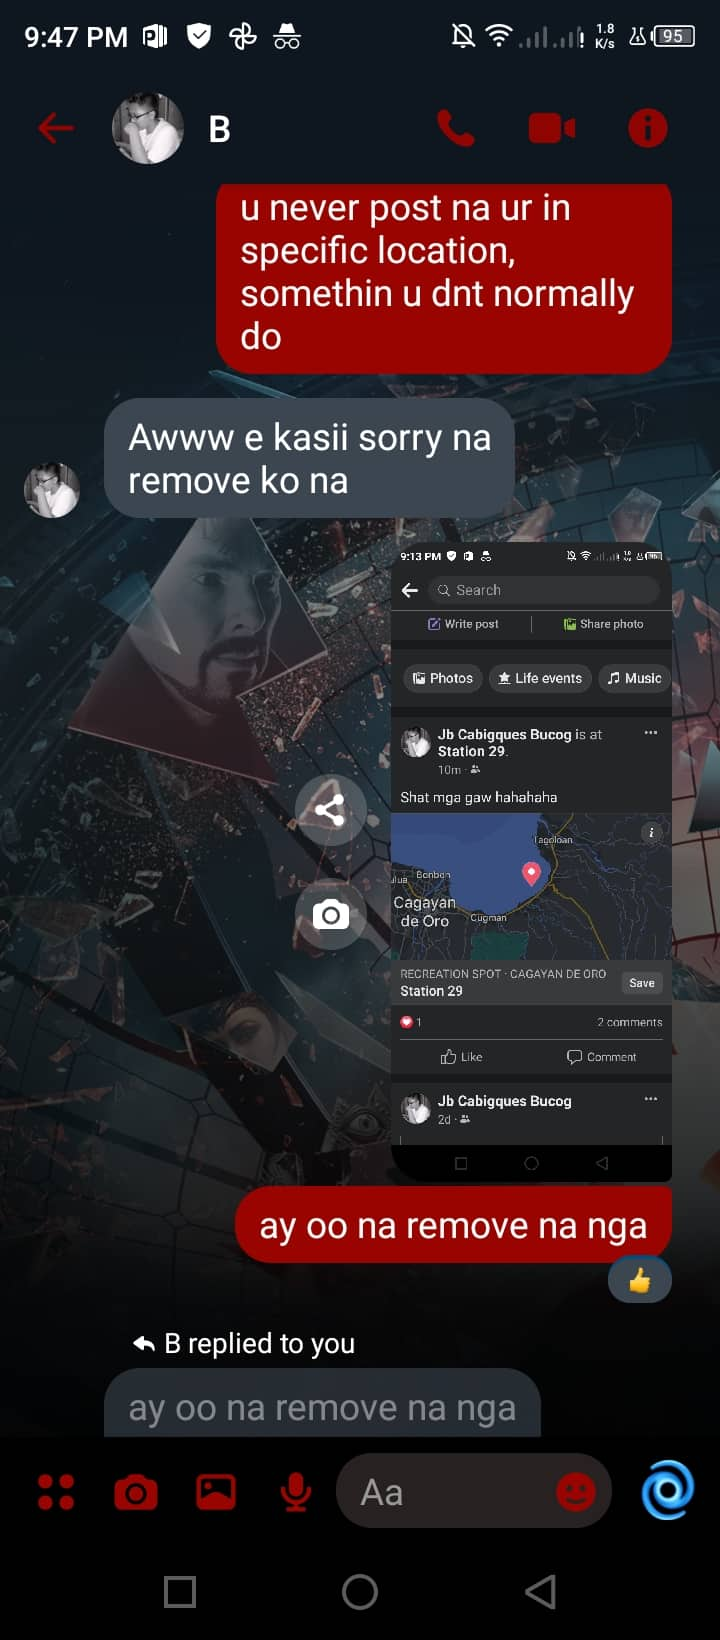 9:47 PM
1.8
K/s
95
B
u never post na ur in
specific location,
somethin u dnt normally
do
Awww e kasii sorry na
remove ko na
9:13 PM
Search
Write post
Share photo
Photos
Life events
Music
Jb Cabigques Bucog is at
Station 29.
10m
Shat mga gaw hahahaha
Tagoloan
Bonbon
Cagayan
de Oro
Cugman
RECREATION SPOT · CAGAYAN DE ORO
Station 29
Save
1
2 comments
Like
Comment
Jb Cabigques Bucog
2d
ay oo na remove na nga
B replied to you
ay oo na remove na nga
Aa